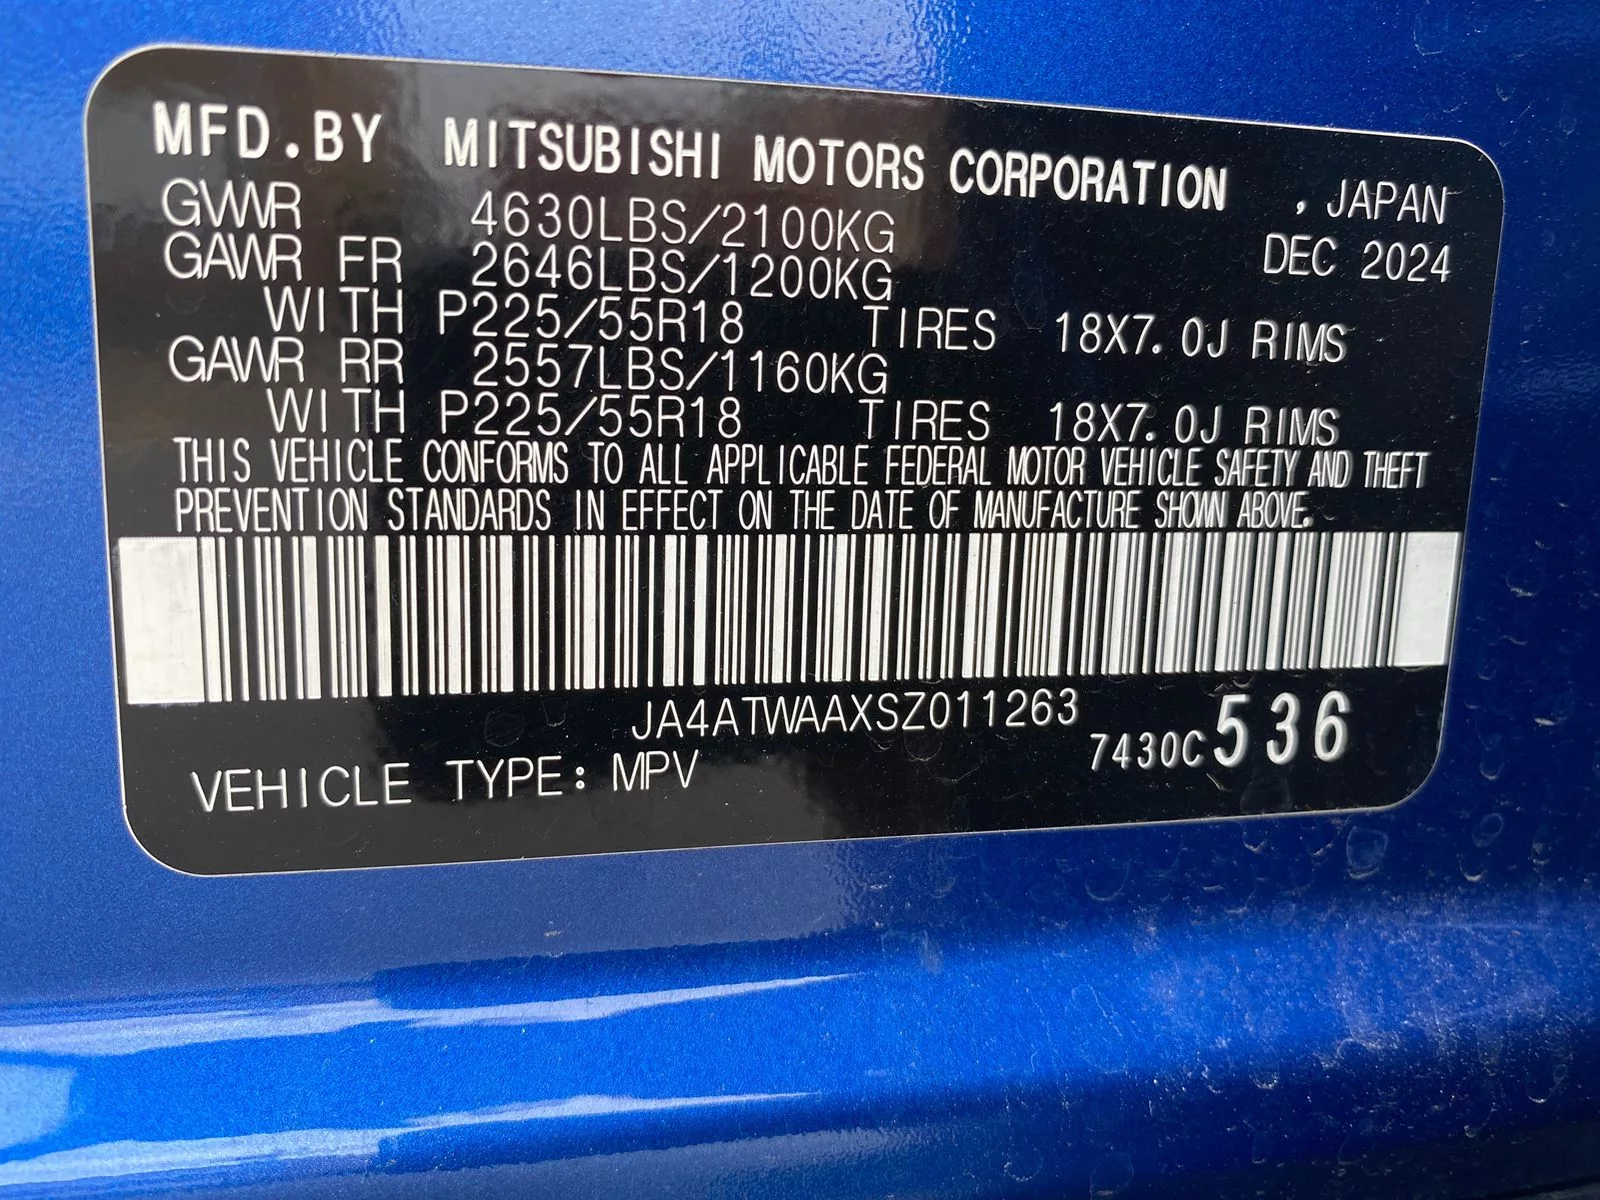 MFD.BY MITSUBISHI MOTORS CORPORATION , JAPAN
GVWR 4630LBS/2100KG DEC 2024
GAWR FR 2646LBS/1200KG
WITH P225/55R18 TIRES 18X7.0J RIMS
GAWR RR 2557LBS/1160KG
WITH P225/55R18 TIRES 18X7.0J RIMS
THIS VEHICLE CONFORMS TO ALL APPLICABLE FEDERAL MOTOR VEHICLE SAFETY AND THEFT
PREVENTION STANDARDS IN EFFECT ON THE DATE OF MANUFACTURE SHOWN ABOVE.
JA4ATWAAXSZ011263
7430C536
VEHICLE TYPE: MPV